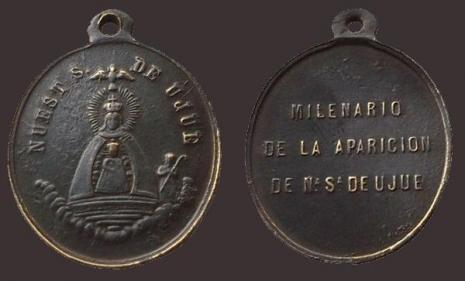 NUEST S. DE UJUE
MILENARIO
DE LA APARICION
DE Nª Sª DE UJUE